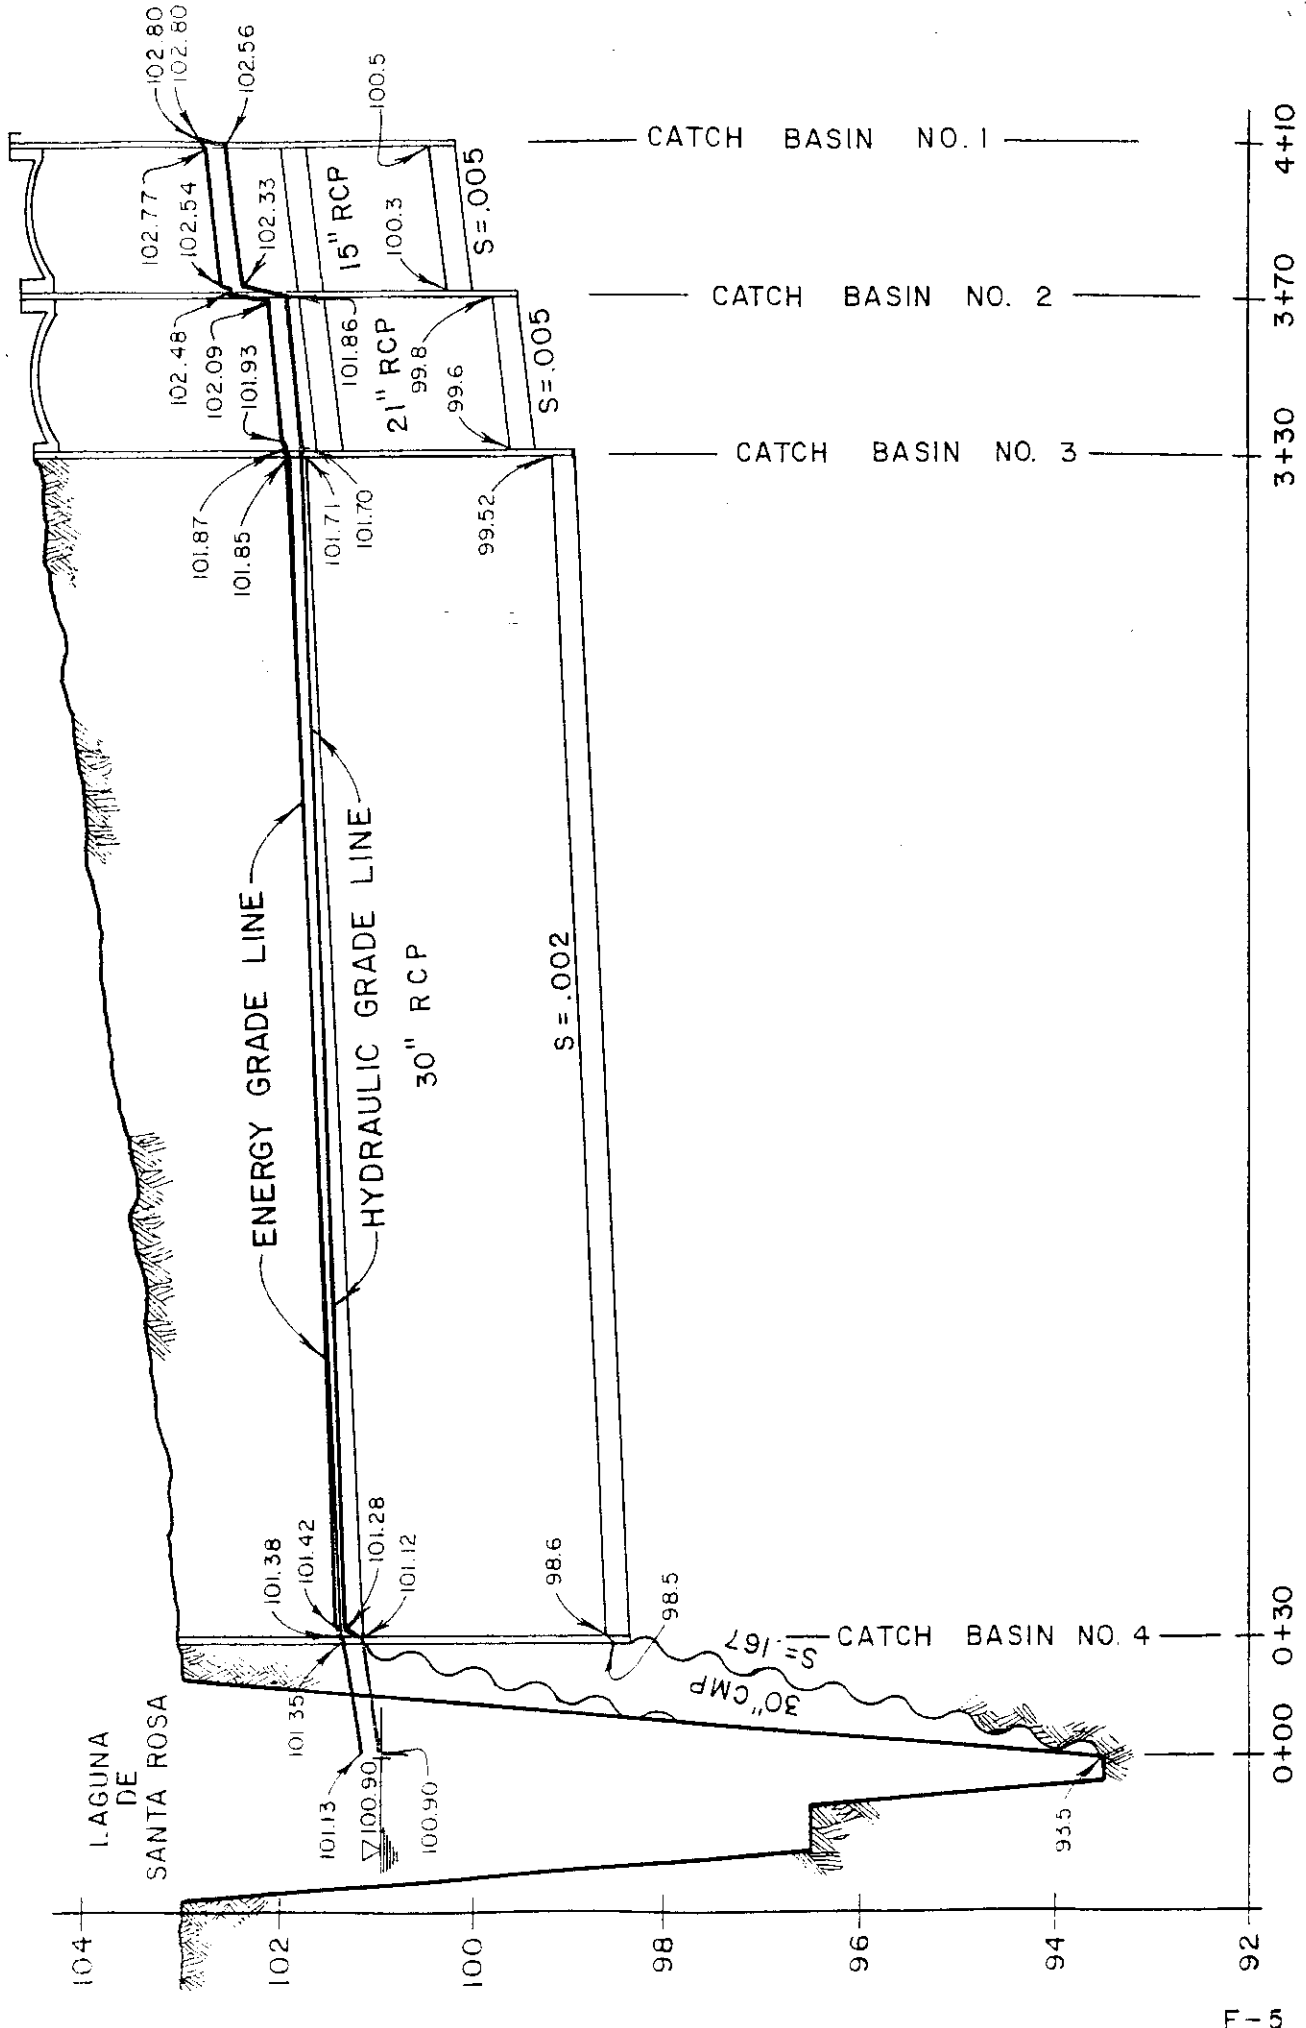 LAGUNA
DE
SANTA ROSA
104
102
100
98
96
94
92
101.13
100.90
100.90
93.5
101.35
101.38
101.42
101.28
101.12
98.6
98.5
30" CMP
S=.167
CATCH BASIN NO. 4
ENERGY GRADE LINE
HYDRAULIC GRADE LINE
30" RCP
S=.002
101.87
101.85
101.71
101.70
99.52
CATCH BASIN NO. 3
102.48
102.09
101.93
101.86
21" RCP
99.8
99.6
S=.005
CATCH BASIN NO. 2
102.77
102.54
102.33
15" RCP
100.3
S=.005
102.80
102.80
102.56
100.5
CATCH BASIN NO. 1
0+00
0+30
3+30
3+70
4+10
F-5